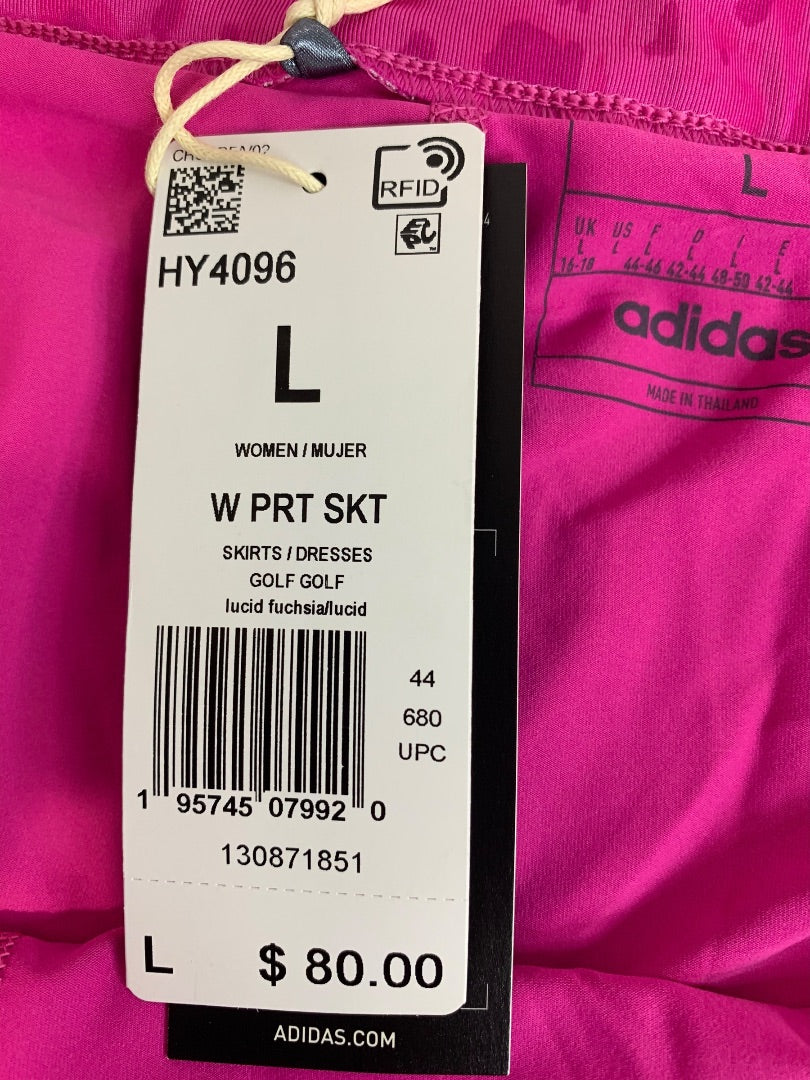 RFID
EPC
HY4096
L
WOMEN / MUJER
W PRT SKT
SKIRTS / DRESSES
GOLF GOLF
lucid fuchsia/lucid
44
680
UPC
1 95745 07992 0
130871851
L $ 80.00
ADIDAS.COM
4
L
UK US F D I E
L L L L L L
16-18 44-46 42-44 48-50 42-44
adidas
MADE IN THAILAND